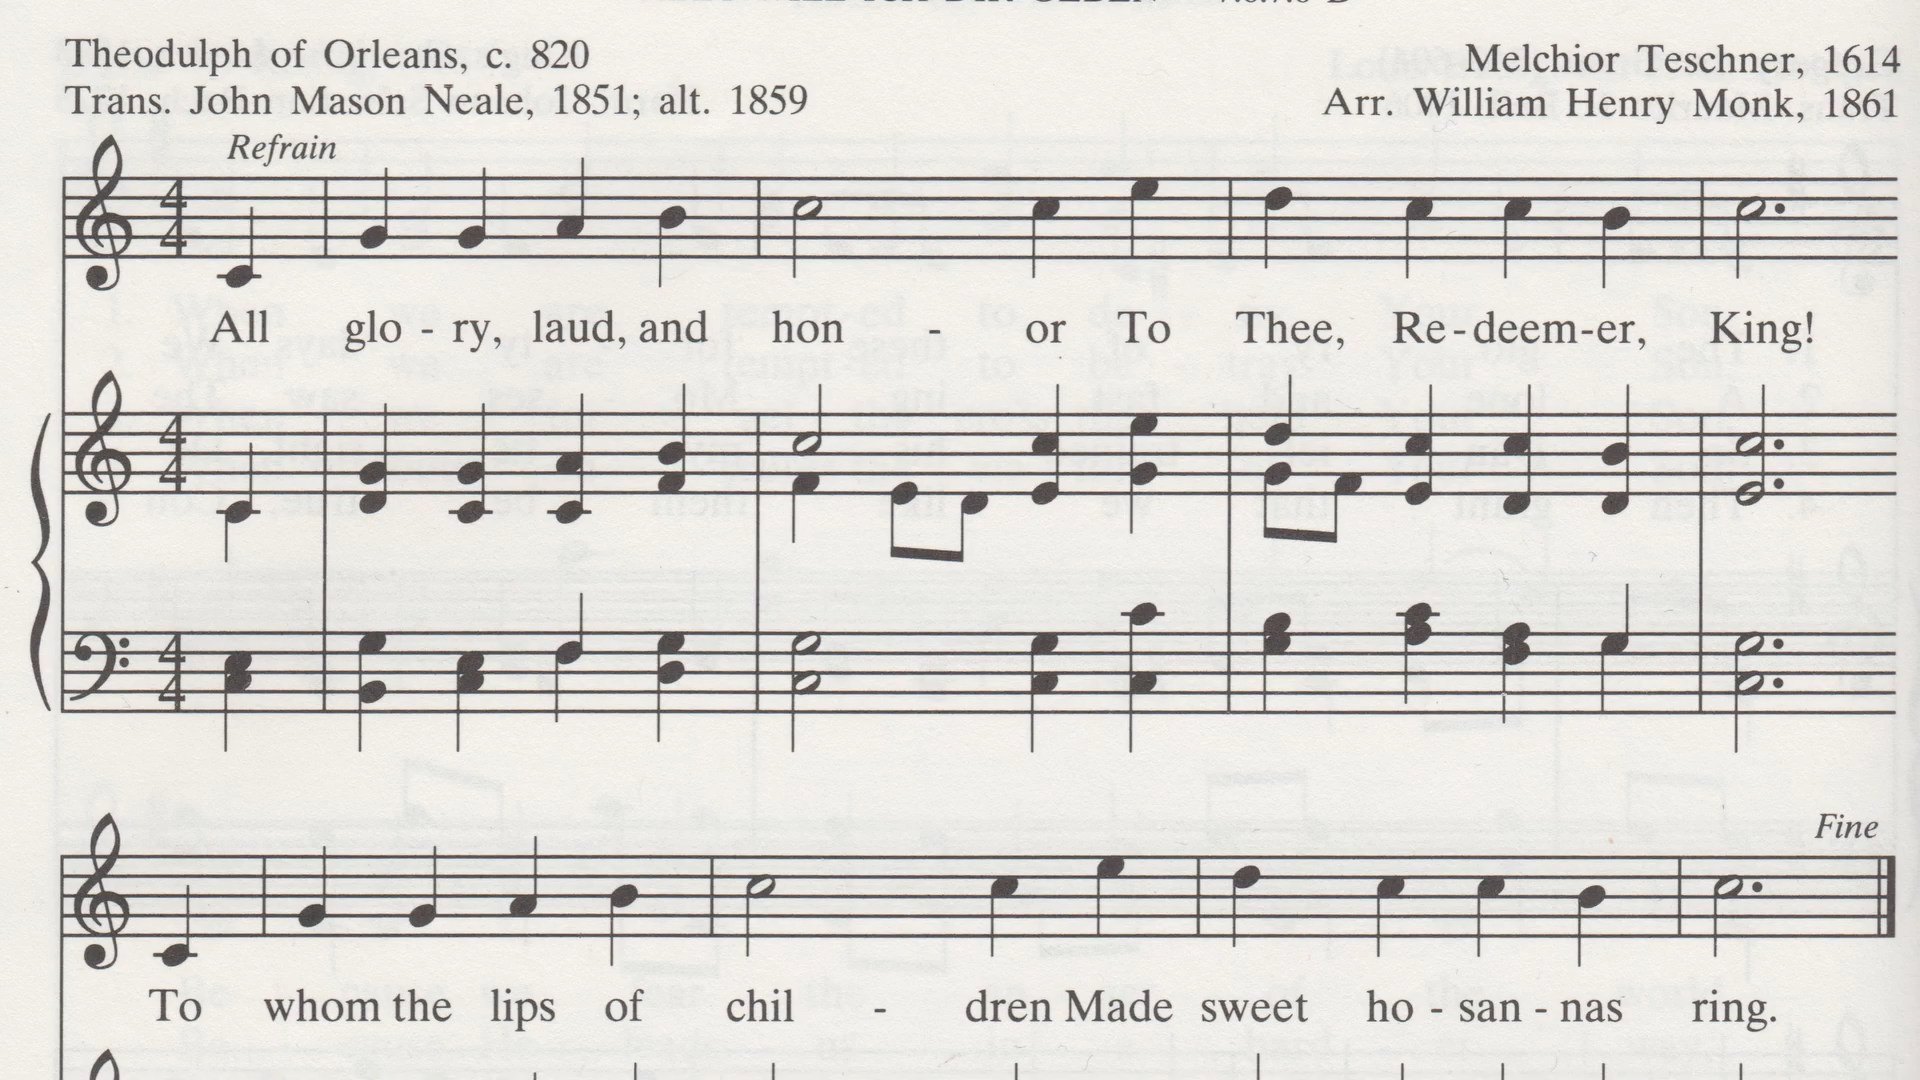 Theodulph of Orleans, c. 820
Melchior Teschner, 1614
Trans. John Mason Neale, 1851; alt. 1859
Arr. William Henry Monk, 1861
Refrain
All glo - ry, laud, and hon - or To Thee, Re - deem - er, King!
Fine
To whom the lips of chil - dren Made sweet ho - san - nas ring.